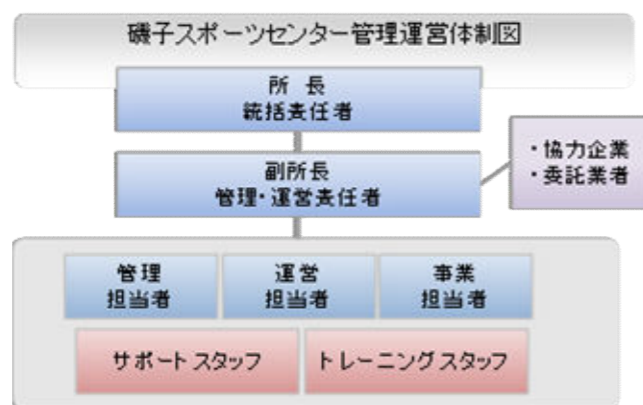 磯子スポーツセンター管理運営体制図
所 長
統括責任者
副所長
管理・運営責任者
・協力企業
・委託業者
管理
担当者
運営
担当者
事業
担当者
サポートスタッフ
トレーニングスタッフ